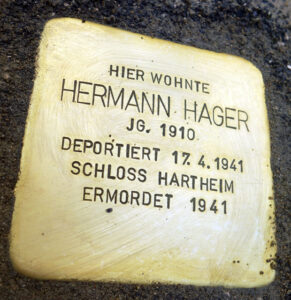 HIER WOHNTE
HERMANN HAGER
JG. 1910
DEPORTIERT 17. 4. 1941
SCHLOSS HARTHEIM
ERMORDET 1941